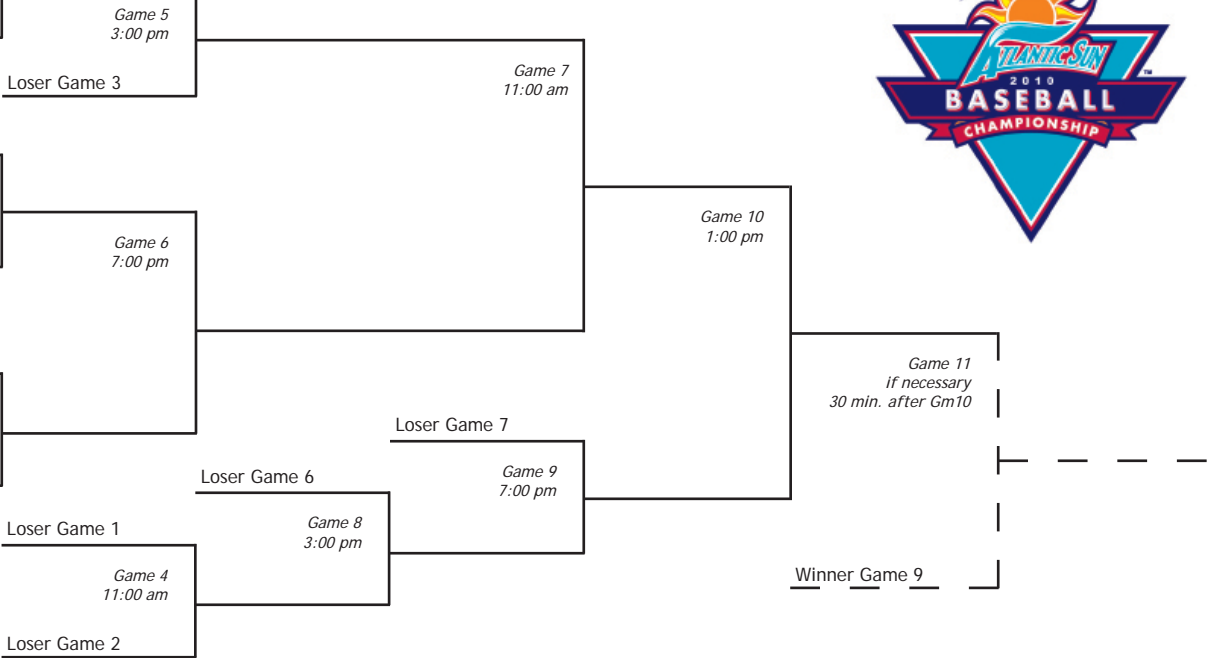 Game 5
3:00 pm
Loser Game 3
Game 7
11:00 am
ATLANTIC SUN
™
2010
BASEBALL
CHAMPIONSHIP
Game 6
7:00 pm
Game 10
1:00 pm
Game 11
if necessary
30 min. after Gm10
Loser Game 7
Game 9
7:00 pm
Loser Game 6
Game 8
3:00 pm
Loser Game 1
Game 4
11:00 am
Winner Game 9
Loser Game 2